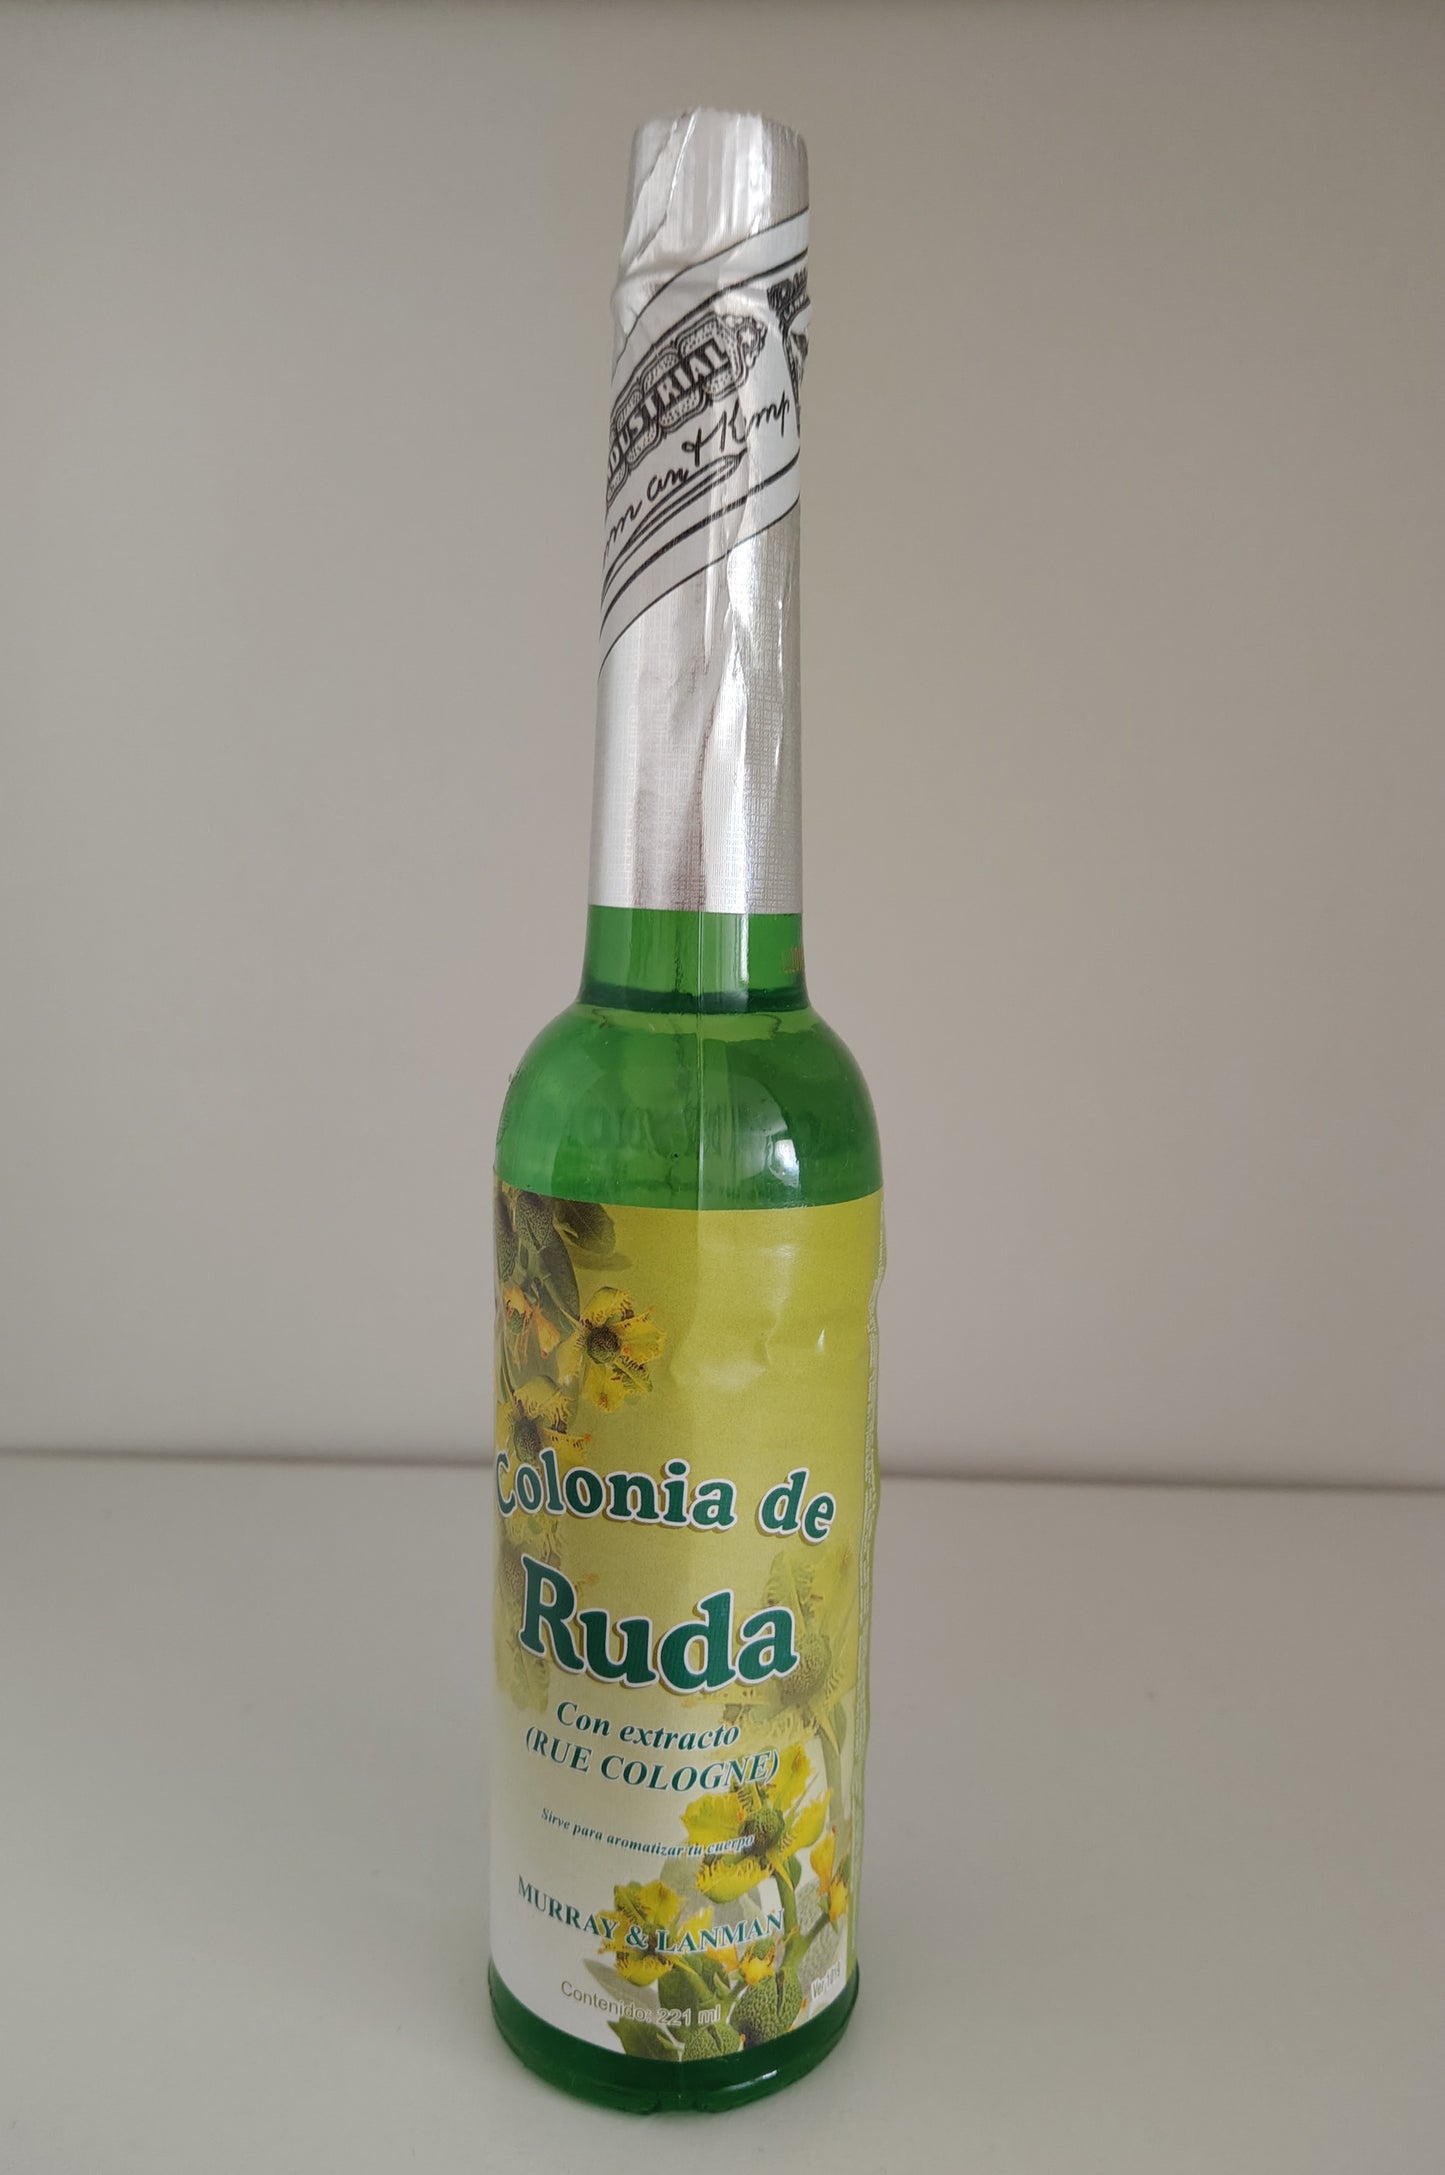 INDUSTRIAL
Colonia de
Ruda
Con extracto
(RUE COLOGNE)
Sirve para aromatizar tu cuerpo
MURRAY & LANMAN
Contenido: 221 ml